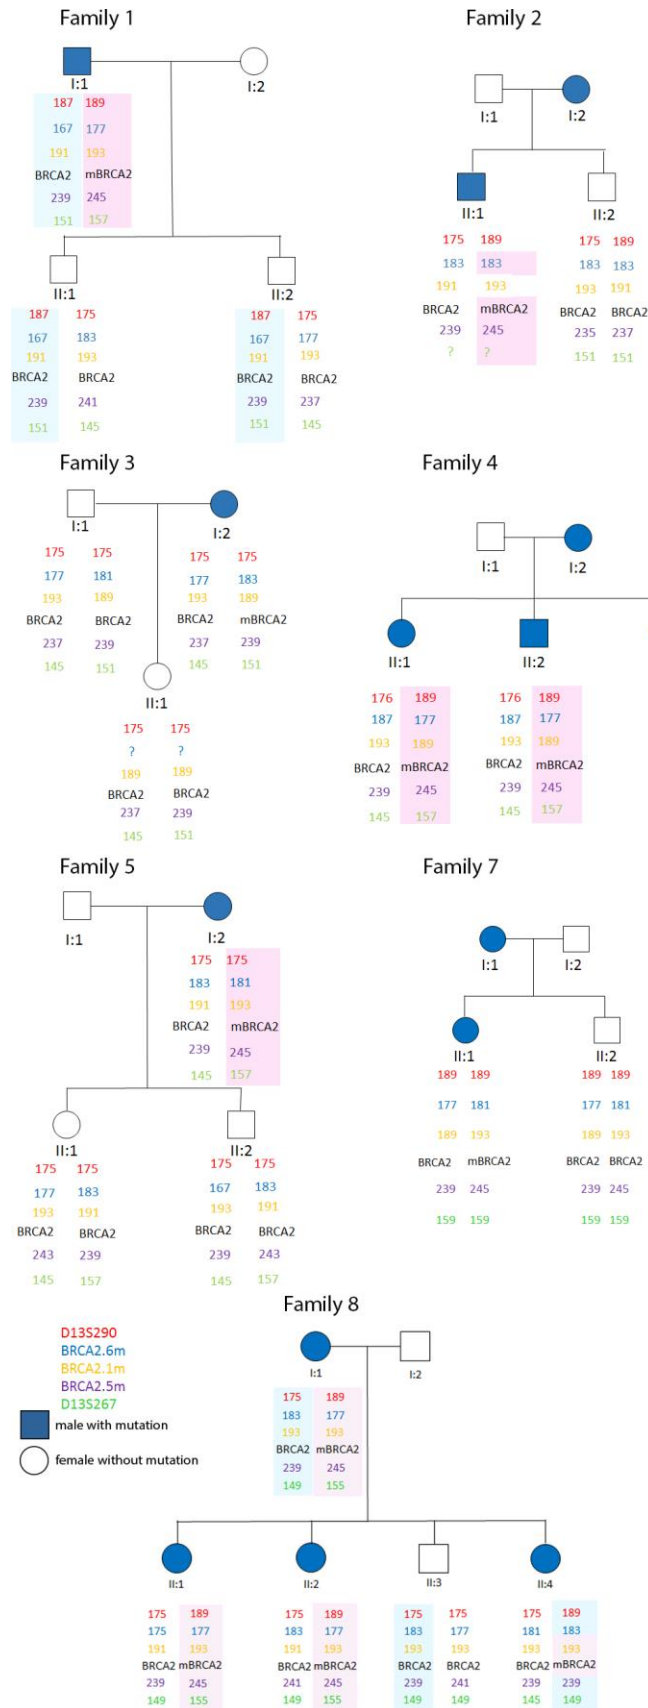 Family 1
I:1
I:2
187 189
167 177
191 193
BRCA2 mBRCA2
239 245
151 157
II:1
II:2
187 175
167 183
191 193
BRCA2 BRCA2
239 241
151 145
187 175
167 177
191 193
BRCA2 BRCA2
239 237
151 145
Family 2
I:1
I:2
II:1
II:2
175 189
183 183
191 193
BRCA2 mBRCA2
239 245
? ?
175 189
183 183
193 191
BRCA2 BRCA2
235 237
151 151
Family 3
I:1
I:2
175 175
177 181
193 189
BRCA2 BRCA2
237 239
145 151
175 175
177 183
193 189
BRCA2 mBRCA2
237 239
145 151
II:1
175 175
? ?
189 189
BRCA2 BRCA2
237 239
145 151
Family 4
I:1
I:2
II:1
II:2
176 189
187 177
193 189
BRCA2 mBRCA2
239 245
145 157
176 189
187 177
193 189
BRCA2 mBRCA2
239 245
145 157
Family 5
I:1
I:2
175 175
183 181
191 193
BRCA2 mBRCA2
239 245
145 157
II:1
II:2
175 175
177 183
193 191
BRCA2 BRCA2
243 239
145 157
175 175
167 183
193 191
BRCA2 BRCA2
239 243
145 157
Family 7
I:1
I:2
II:1
II:2
189 189
177 181
189 193
BRCA2 mBRCA2
239 245
159 159
189 189
177 181
189 193
BRCA2 BRCA2
239 245
159 159
Family 8
D13S290
BRCA2.6m
BRCA2.1m
BRCA2.5m
D13S267
male with mutation
female without mutation
I:1
I:2
175 189
183 177
193 193
BRCA2 mBRCA2
239 245
149 155
II:1
II:2
II:3
II:4
175 189
175 177
191 193
BRCA2 mBRCA2
239 245
149 155
175 189
183 177
191 193
BRCA2 mBRCA2
241 245
149 155
175 175
183 177
193 193
BRCA2 BRCA2
239 241
149 149
175 189
181 183
191 193
BRCA2 mBRCA2
239 239
145 149